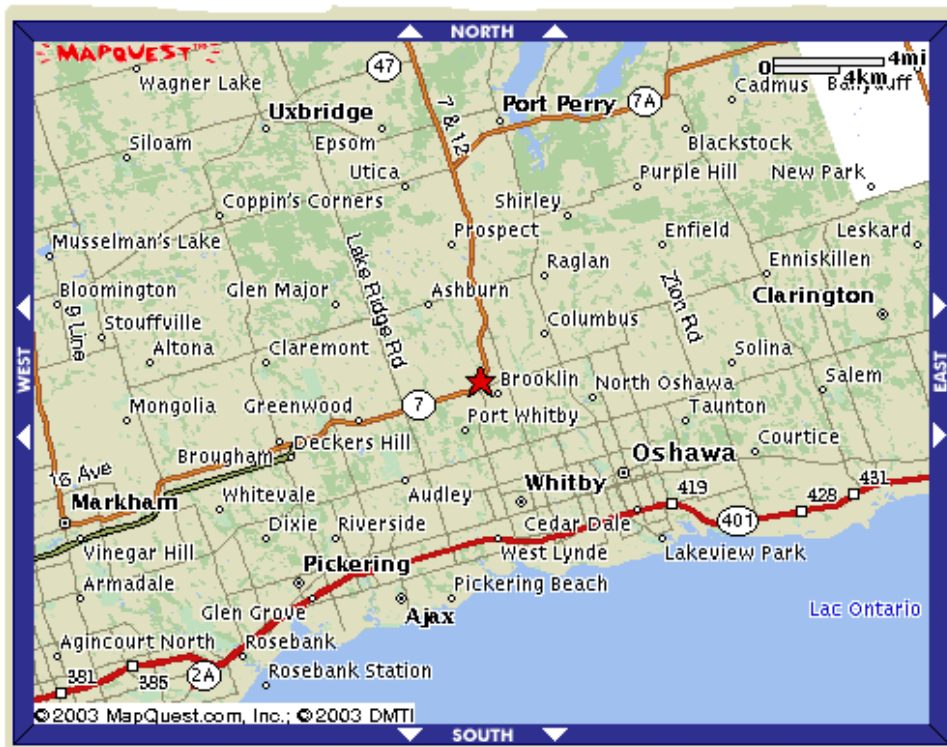 NORTH
MAPQUEST
47
0
4mi
4km
Wagner Lake
Cadmus
Uxbridge
Port Perry
7A
Siloam
Epsom
7 & 12
Blackstock
Utica
Purple Hill
New Park
Coppin's Corners
Shirley
Musselman's Lake
Prospect
Enfield
Leskard
Lake Ridge Rd
Raglan
Enniskillen
Zion Rd
Bloomington
Glen Major
Ashburn
Clarington
g Line
Stouffville
Columbus
WEST
EAST
Altona
Claremont
Solina
Brooklin
North Oshawa
Salem
Mongolia
Greenwood
7
Port Whitby
Taunton
Brougham
Deckers Hill
Courtice
16 Ave
Oshawa
Markham
Whitevale
Audley
Whitby
419
428
431
Dixie
Riverside
Cedar Dale
401
Vinegar Hill
West Lynde
Lakeview Park
Pickering
Armadale
Pickering Beach
Glen Grove
Ajax
Lac Ontario
Agincourt North
Rosebank
381
385
2A
Rosebank Station
©2003 MapQuest.com, Inc.; ©2003 DMTI
SOUTH